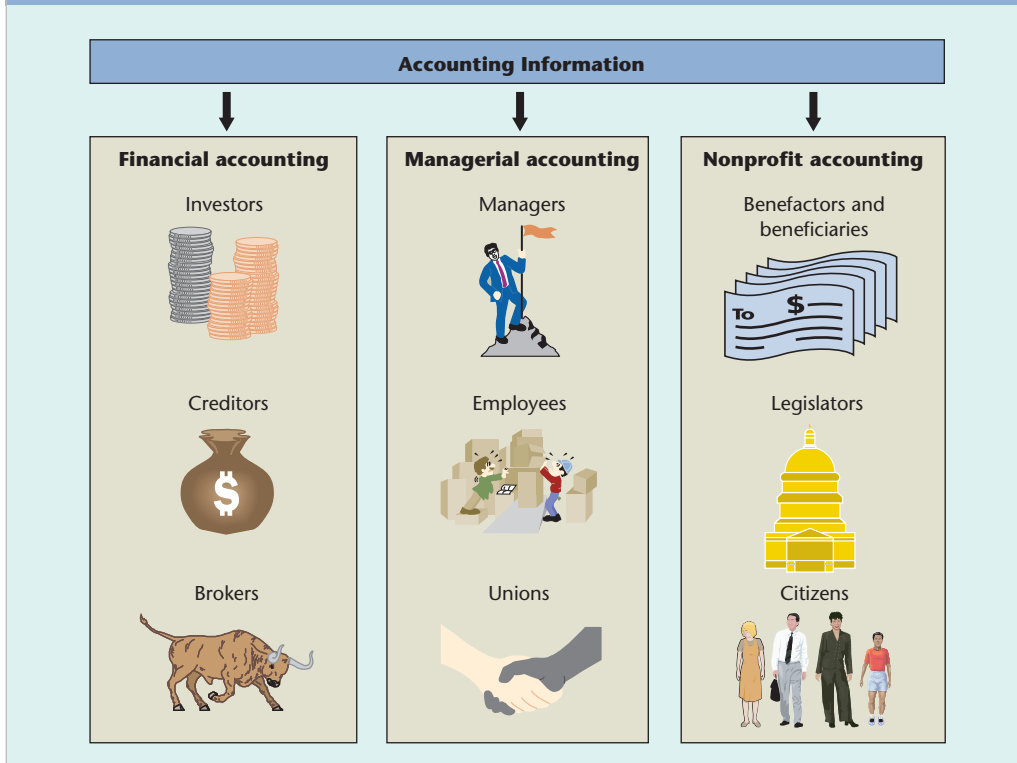 Accounting Information
Financial accounting
Investors
$
Creditors
Brokers
Managerial accounting
Managers
Employees
Unions
Nonprofit accounting
Benefactors and
beneficiaries
To $
Legislators
Citizens